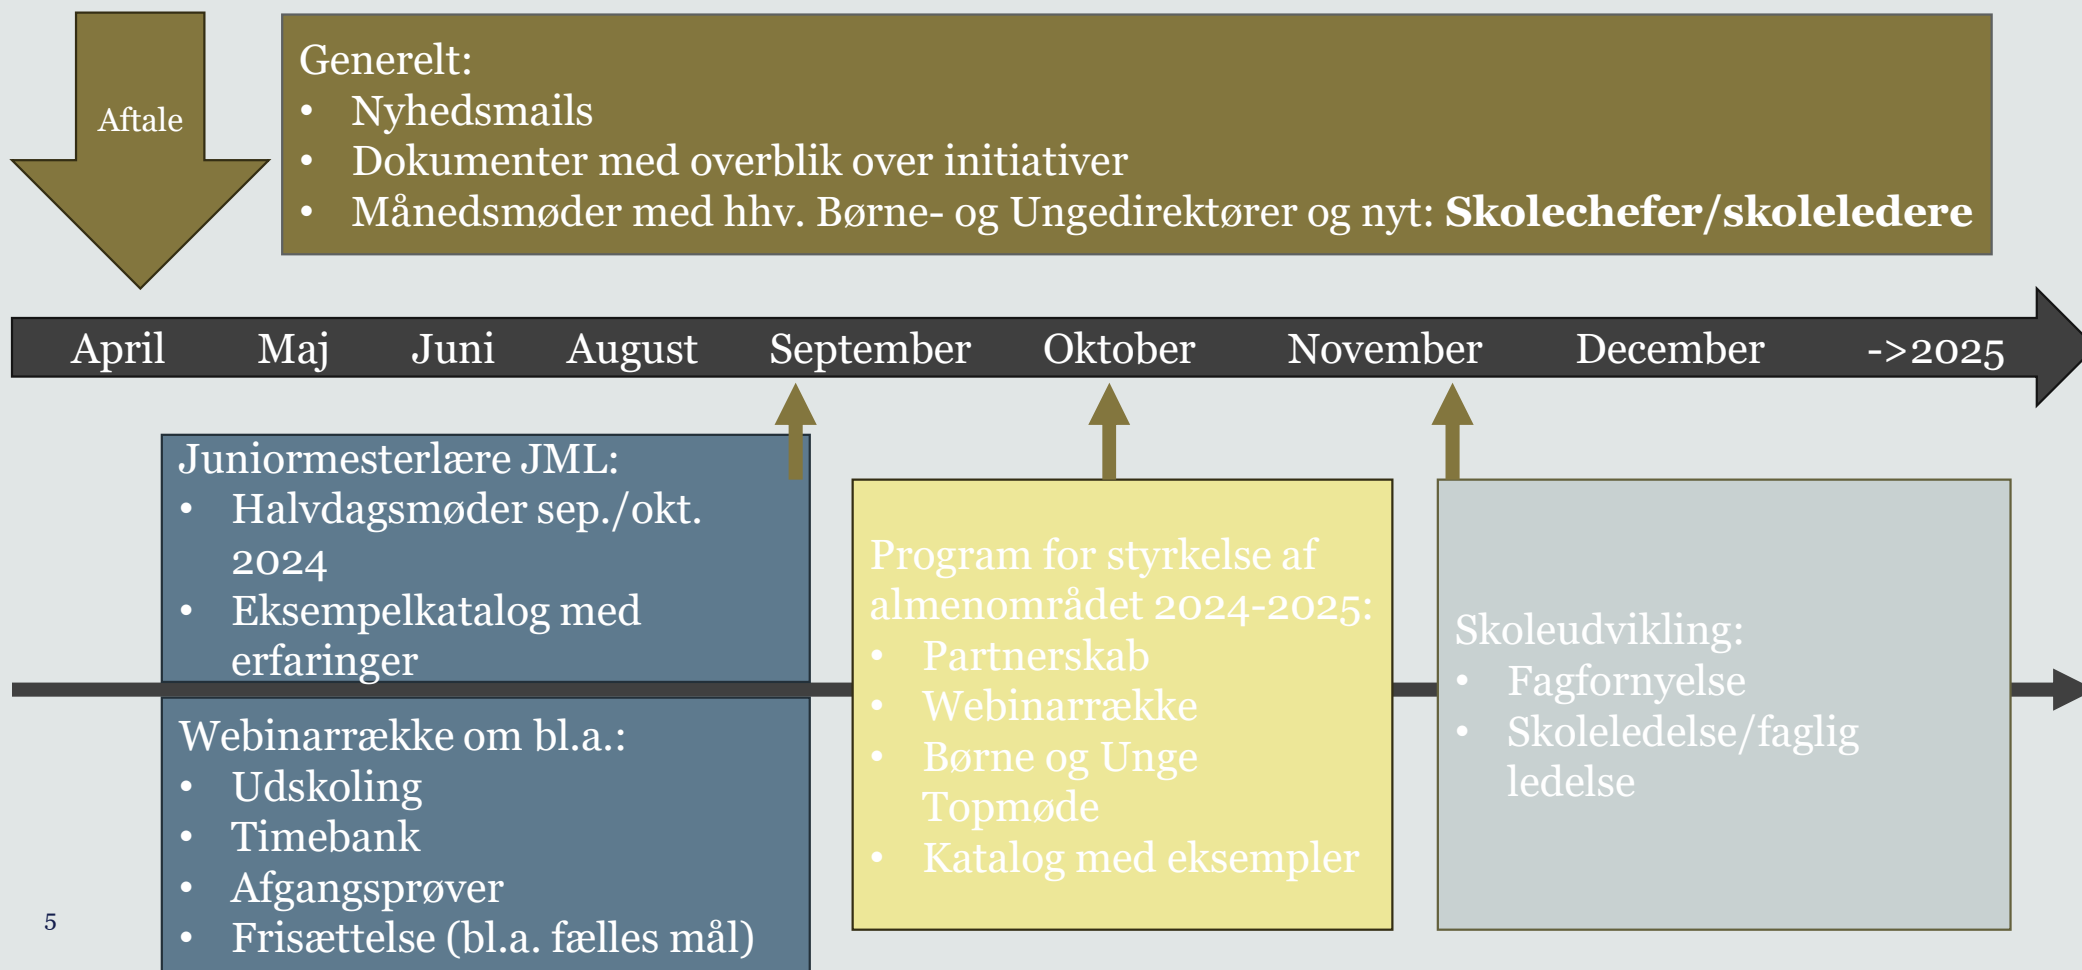 Aftale
Generelt:
• Nyhedsmails
• Dokumenter med overblik over initiativer
• Månedsmøder med hhv. Børne- og Ungedirektører og nyt: Skolechefer/skoleledere
April Maj Juni August September Oktober November December ->2025
Juniormesterlære JML:
• Halvdagsmøder sep./okt.
2024
• Eksempelkatalog med
erfaringer
Webinarrække om bl.a.:
• Udskoling
• Timebank
• Afgangsprøver
• Frisættelse (bl.a. fælles mål)
Program for styrkelse af
almenområdet 2024-2025:
• Partnerskab
• Webinarrække
• Børne og Unge
Topmøde
• Katalog med eksempler
Skoleudvikling:
• Fagfornyelse
• Skoleledelse/faglig
ledelse
5